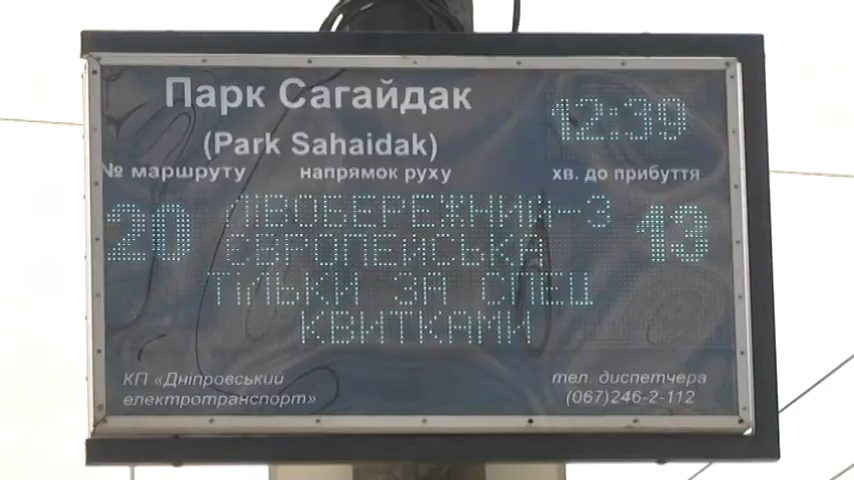 Парк Сагайдак
12:39
(Park Sahaidak)
№ маршруту напрямок руху хв. до прибуття
20 ЛІВОБЕРЕЖНИЙ-3 13
ЄВРОПЕЙСЬКА
ТІЛЬКИ ЗА СПЕЦ
КВИТКАМИ
КП «Дніпровський
електротранспорт»
тел. диспетчера
(067)246-2-112